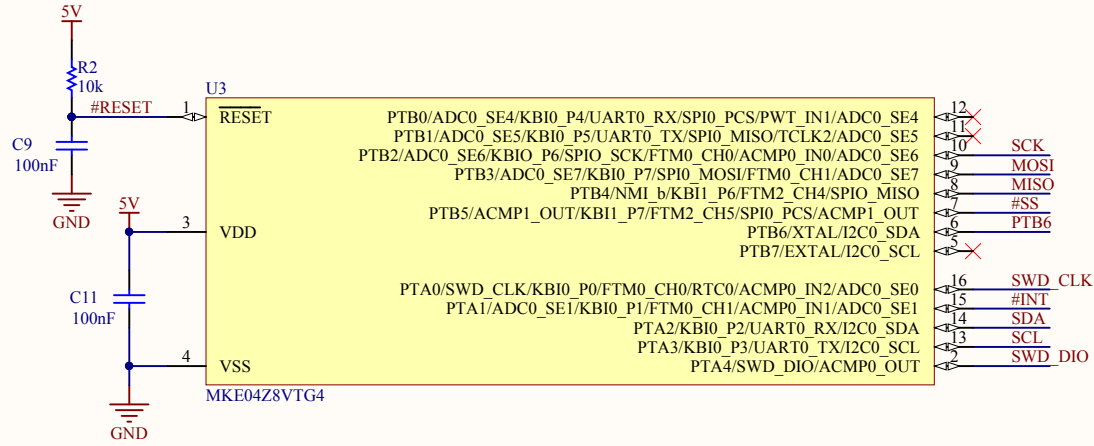 5V
R2
10k
#RESET
1
C9
100nF
GND
5V
3
C11
100nF
4
GND
U3
RESET
VDD
VSS
MKE04Z8VTG4
PTB0/ADC0_SE4/KBI0_P4/UART0_RX/SPI0_PCS/PWT_IN1/ADC0_SE4 12
PTB1/ADC0_SE5/KBI0_P5/UART0_TX/SPI0_MISO/TCLK2/ADC0_SE5 11
PTB2/ADC0_SE6/KBIO_P6/SPIO_SCK/FTM0_CH0/ACMP0_IN0/ADC0_SE6 10 SCK
PTB3/ADC0_SE7/KBI0_P7/SPI0_MOSI/FTM0_CH1/ADC0_SE7 9 MOSI
PTB4/NMI_b/KBI1_P6/FTM2_CH4/SPIO_MISO 8 MISO
PTB5/ACMP1_OUT/KBI1_P7/FTM2_CH5/SPI0_PCS/ACMP1_OUT 7 #SS
PTB6/XTAL/I2C0_SDA 6 PTB6
PTB7/EXTAL/I2C0_SCL 5
PTA0/SWD_CLK/KBI0_P0/FTM0_CH0/RTC0/ACMP0_IN2/ADC0_SE0 16 SWD_CLK
PTA1/ADC0_SE1/KBI0_P1/FTM0_CH1/ACMP0_IN1/ADC0_SE1 15 #INT
PTA2/KBI0_P2/UART0_RX/I2C0_SDA 14 SDA
PTA3/KBI0_P3/UART0_TX/I2C0_SCL 13 SCL
PTA4/SWD_DIO/ACMP0_OUT 2 SWD_DIO